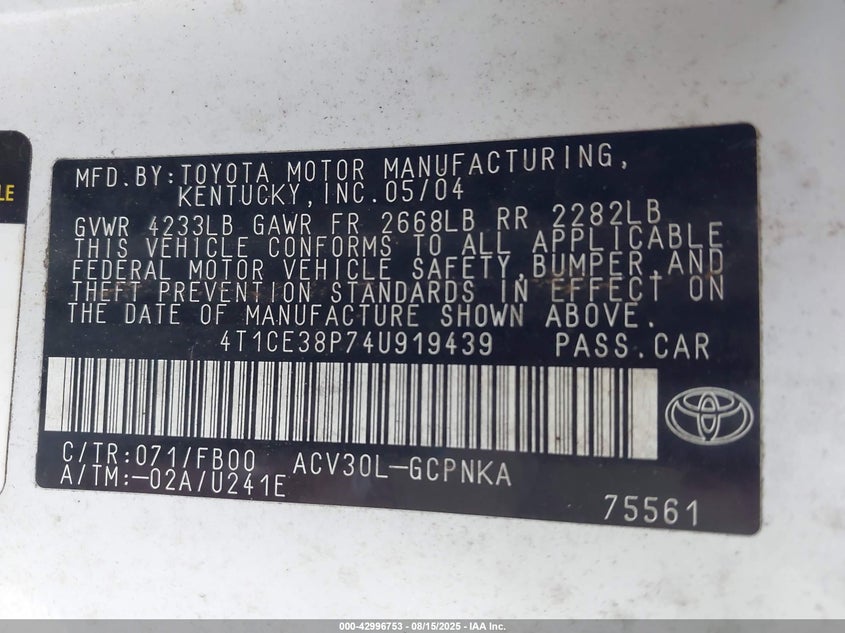 LE
MFD.BY:TOYOTA MOTOR MANUFACTURING,
KENTUCKY,INC.05/04
GVWR 4233LB GAWR FR 2668LB RR 2282LB
THIS VEHICLE CONFORMS TO ALL APPLICABLE
FEDERAL MOTOR VEHICLE SAFETY,BUMPER,AND
THEFT PREVENTION STANDARDS IN EFFECT ON
THE DATE OF MANUFACTURE SHOWN ABOVE.
4T1CE38P74U919439 PASS.CAR
C/TR:071/FB00 ACV30L-GCPNKA
A/TM:-02A/U241E
75561
000-42996753 - 08/15/2025 - IAA Inc.